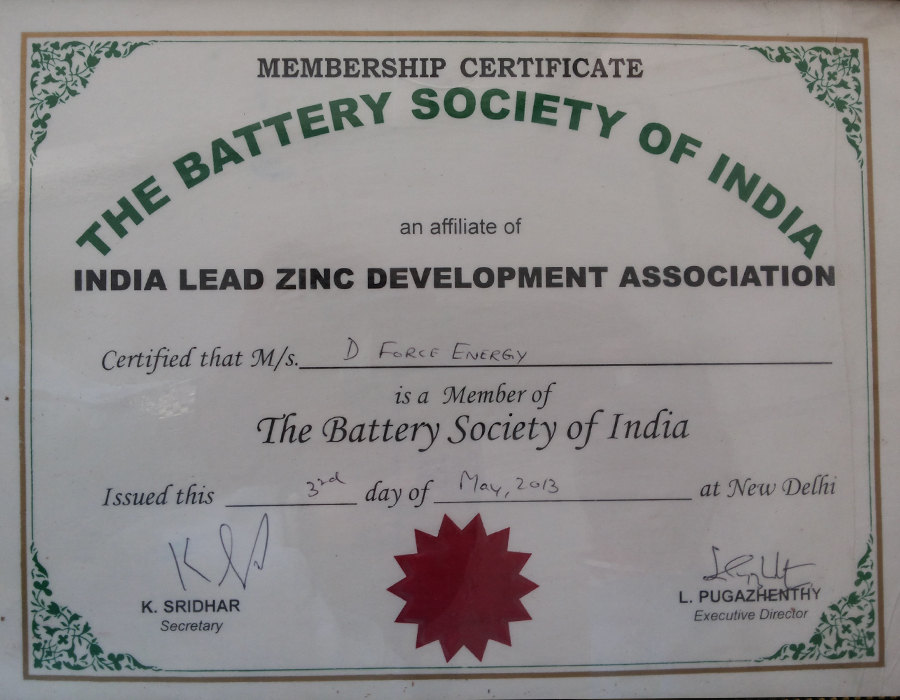 MEMBERSHIP CERTIFICATE
THE BATTERY SOCIETY OF INDIA
an affiliate of
INDIA LEAD ZINC DEVELOPMENT ASSOCIATION
Certified that M/s. D FORCE ENERGY
is a Member of
The Battery Society of India
Issued this 3rd day of May, 2013 at New Delhi
K. SRIDHAR
Secretary
L. PUGAZHENTHY
Executive Director